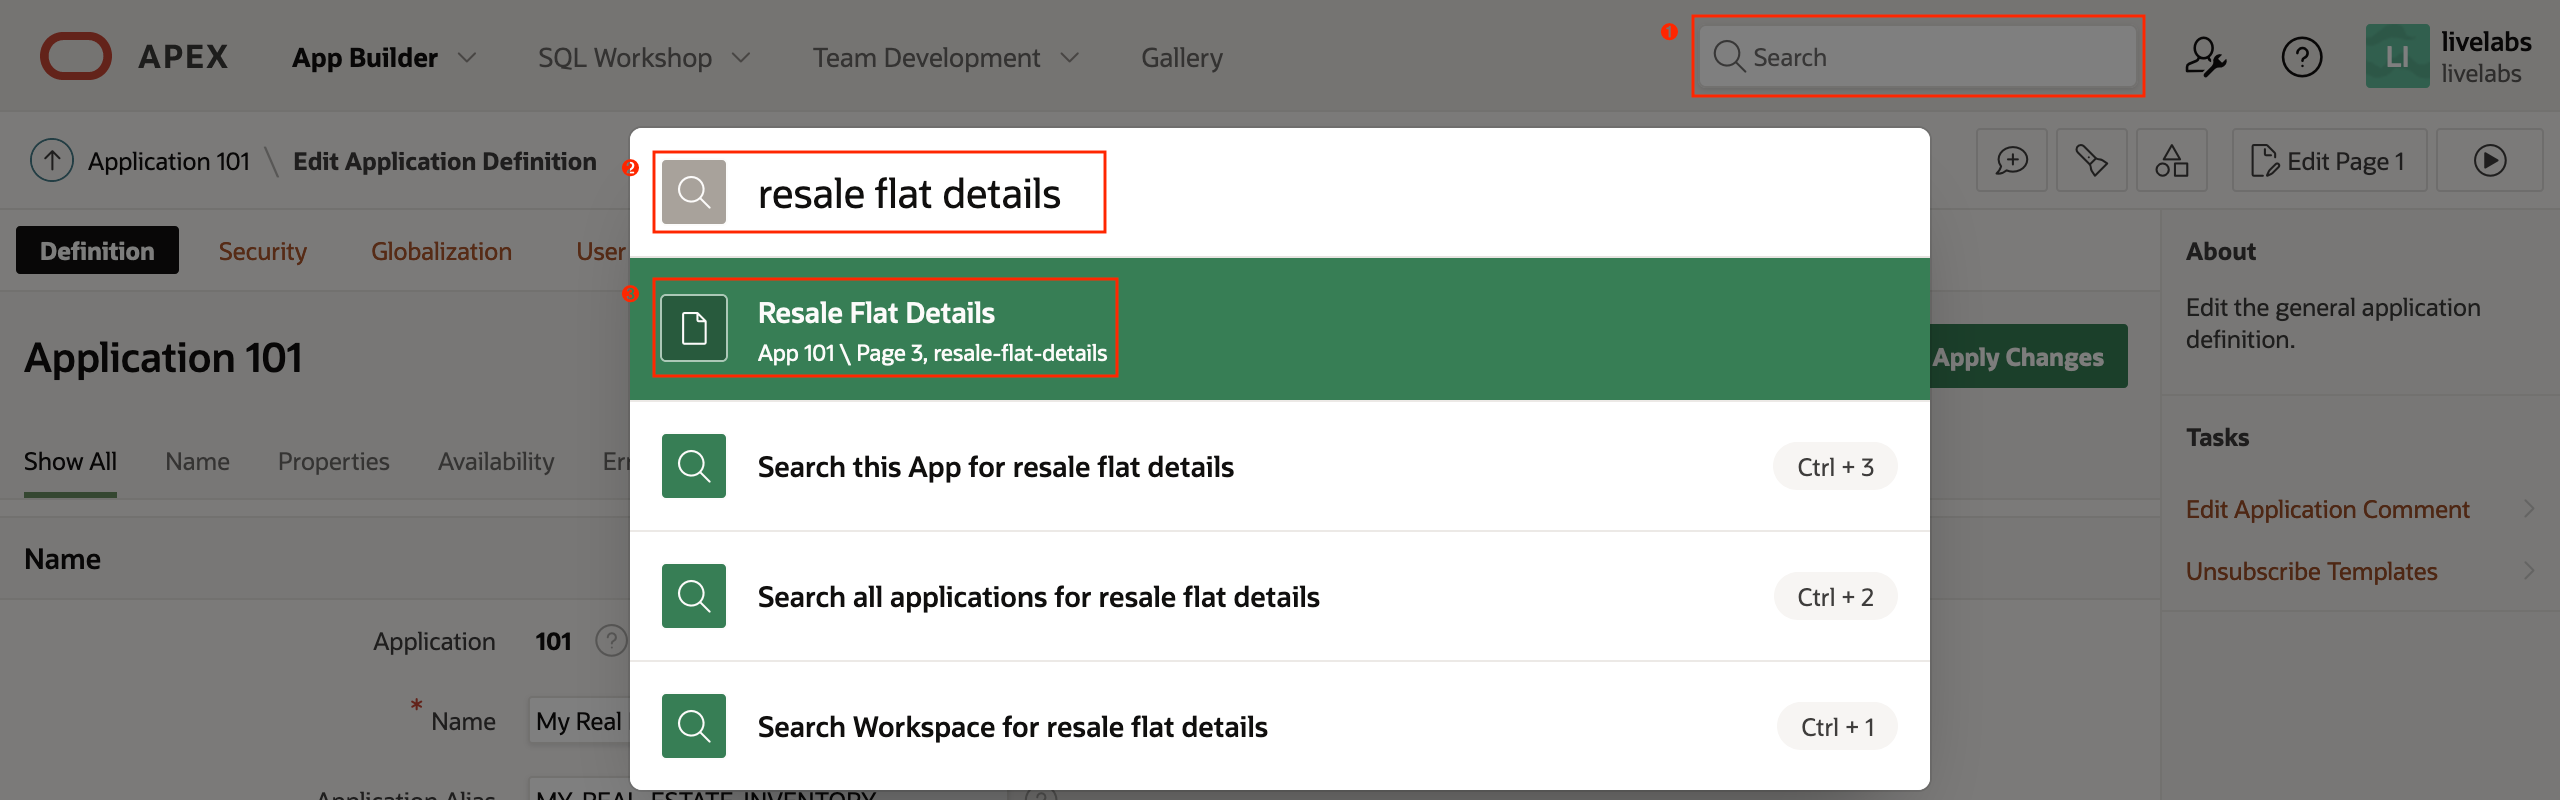 APEX App Builder SQL Workshop Team Development Gallery 1 Search ? LI livelabs
livelabs
Application 101 \ Edit Application Definition Edit Page 1
2 resale flat details
Definition Security Globalization User
3 Resale Flat Details
App 101 \ Page 3, resale-flat-details
About
Edit the general application
definition.
Application 101 Apply Changes
Show All Name Properties Availability Err
Search this App for resale flat details Ctrl + 3
Tasks
Edit Application Comment
Name
Search all applications for resale flat details Ctrl + 2
Unsubscribe Templates
Application 101 ?
* Name My Real
Search Workspace for resale flat details Ctrl + 1
Application Alias MY-REAL-ESTATE-INVENTORY ?